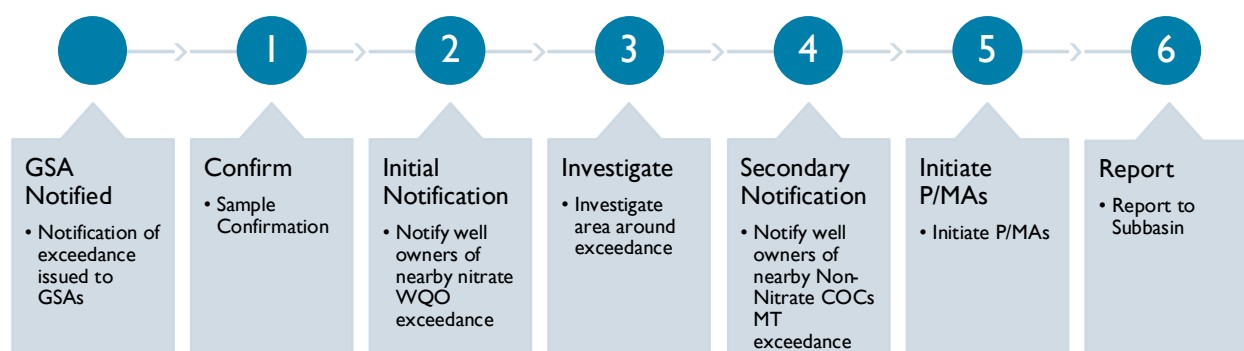 1
2
3
4
5
6
GSA
Notified
• Notification of
exceedance
issued to
GSAs
Confirm
• Sample
Confirmation
Initial
Notification
• Notify well
owners of
nearby nitrate
WQO
exceedance
Investigate
• Investigate
area around
exceedance
Secondary
Notification
• Notify well
owners of
nearby Non-
Nitrate COCs
MT
exceedance
Initiate
P/MAs
• Initiate P/MAs
Report
• Report to
Subbasin